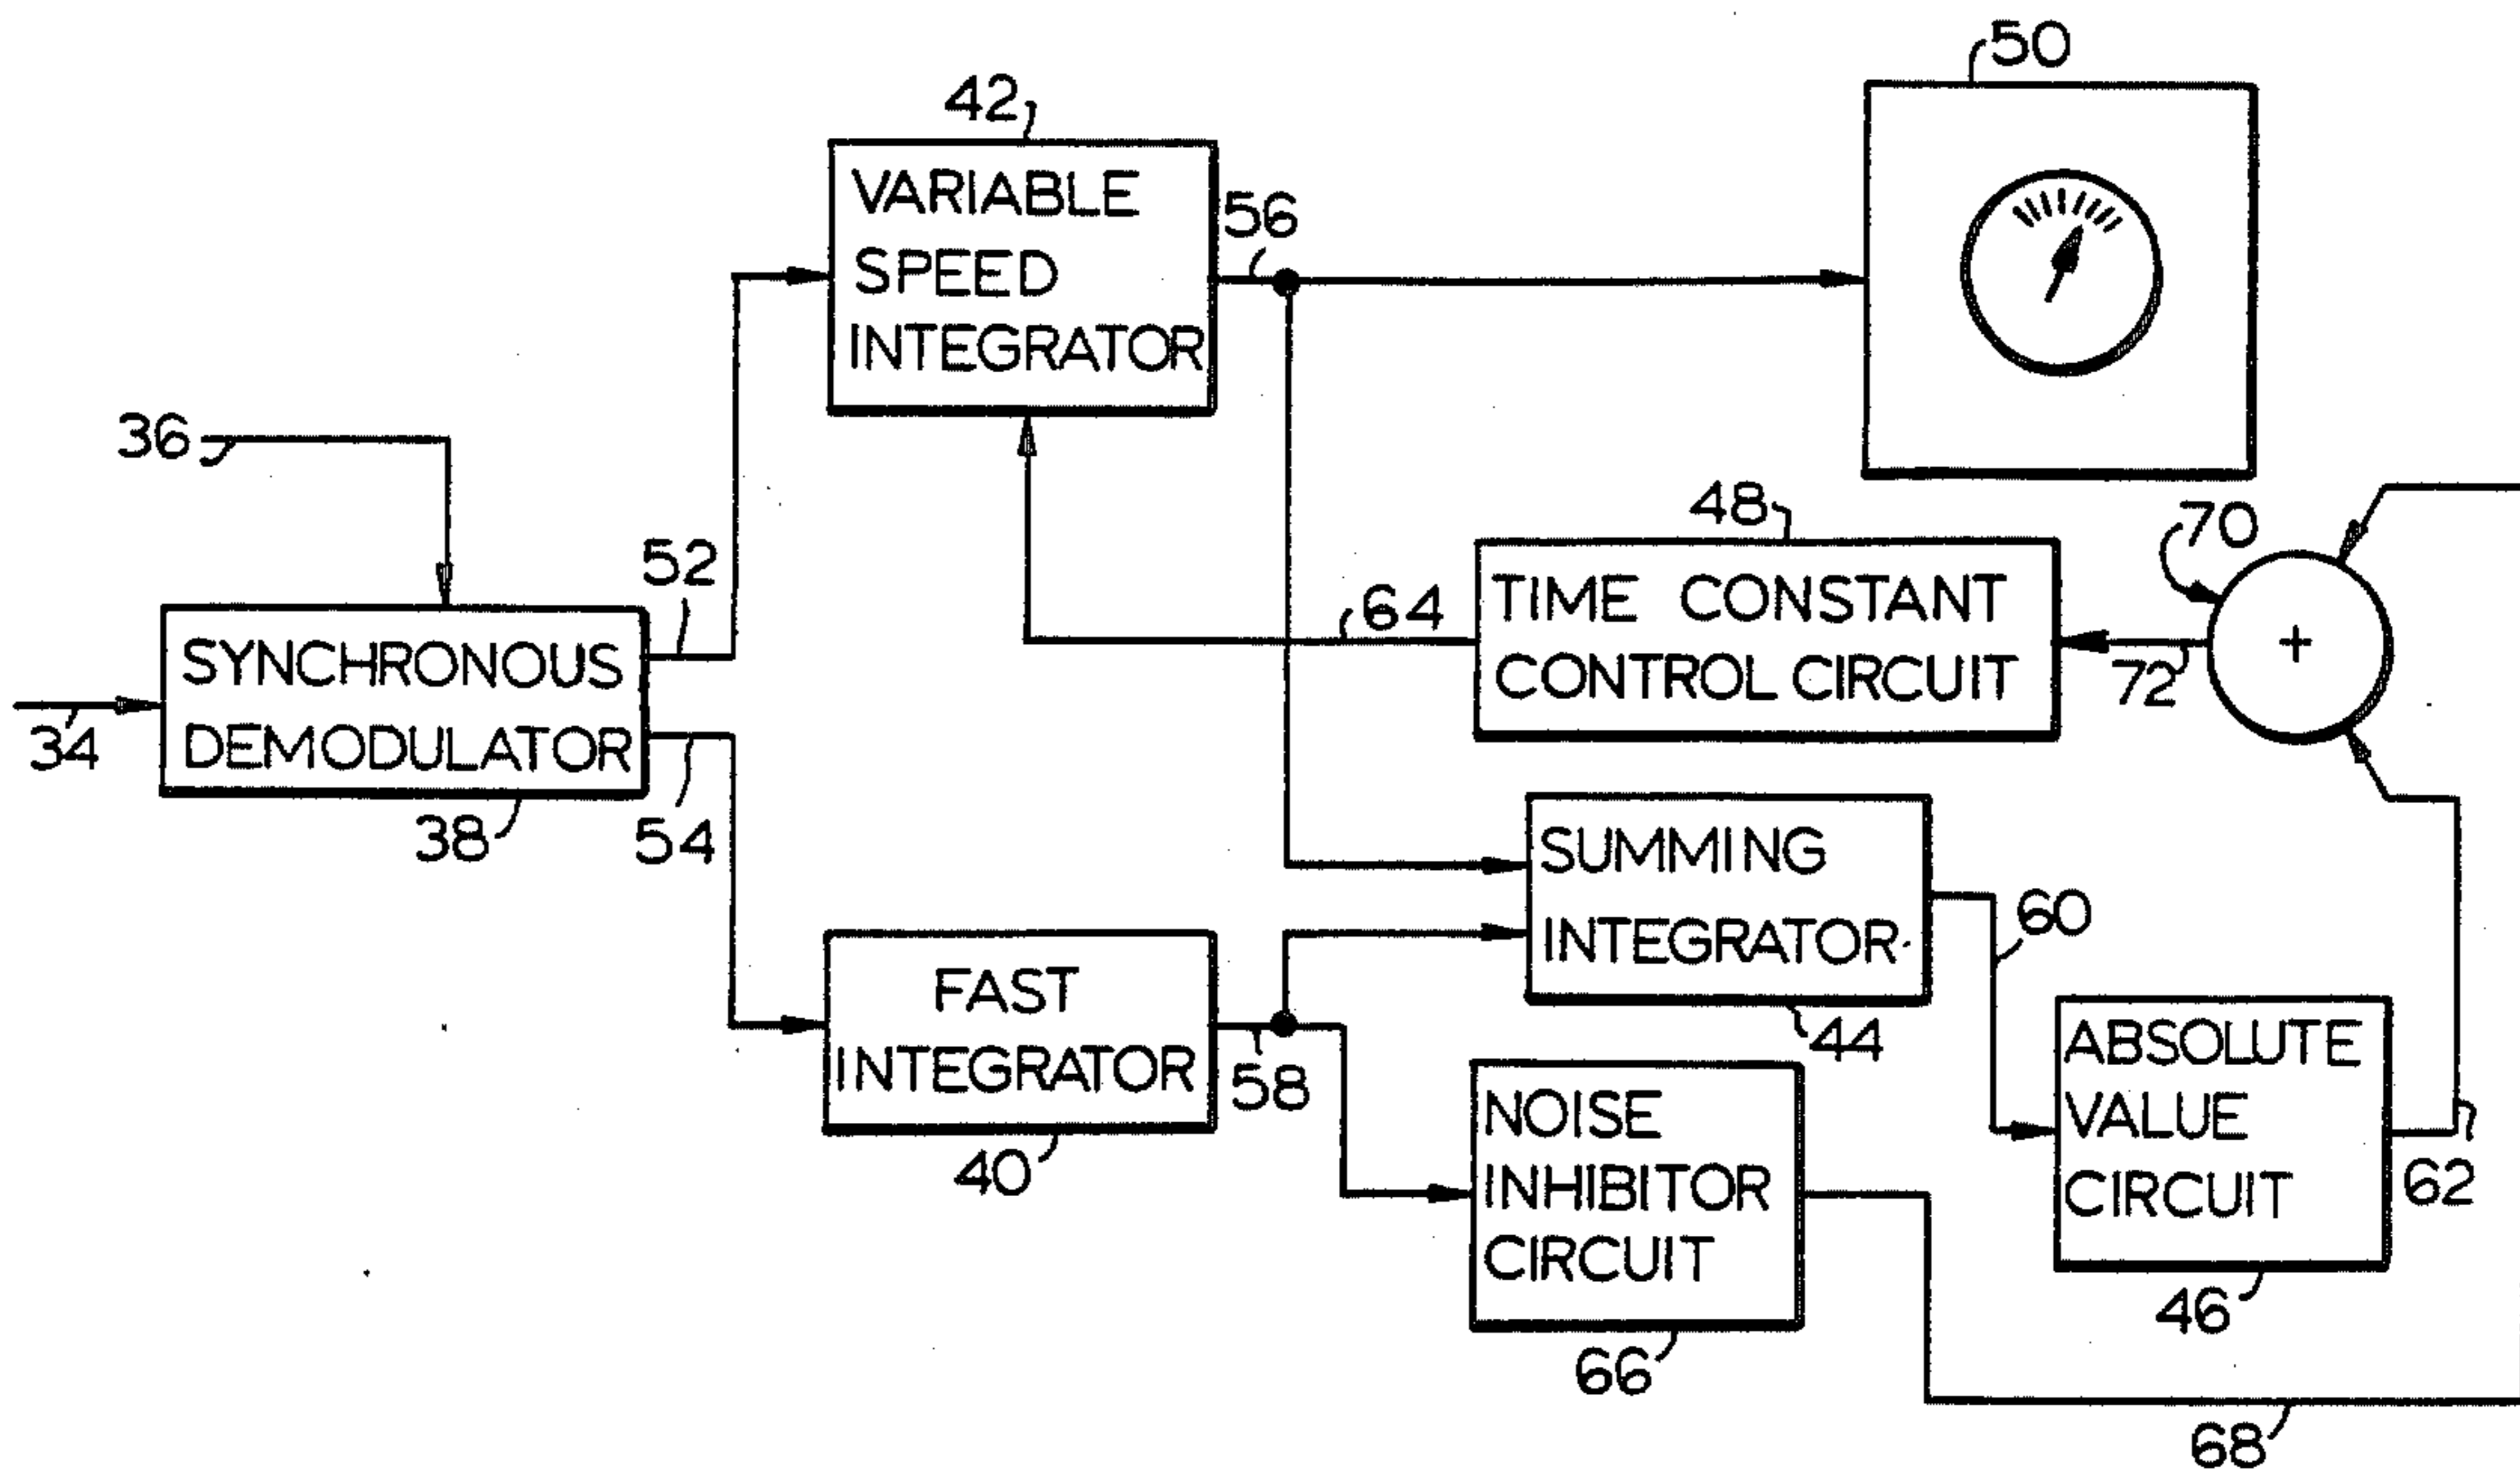 50
42
VARIABLE
SPEED
INTEGRATOR
56
36
48
70
52
TIME CONSTANT
CONTROL CIRCUIT
64
+
72
SYNCHRONOUS
DEMODULATOR
34
38
54
SUMMING
INTEGRATOR
60
44
FAST
INTEGRATOR
58
40
NOISE
INHIBITOR
CIRCUIT
66
ABSOLUTE
VALUE
CIRCUIT
62
46
68